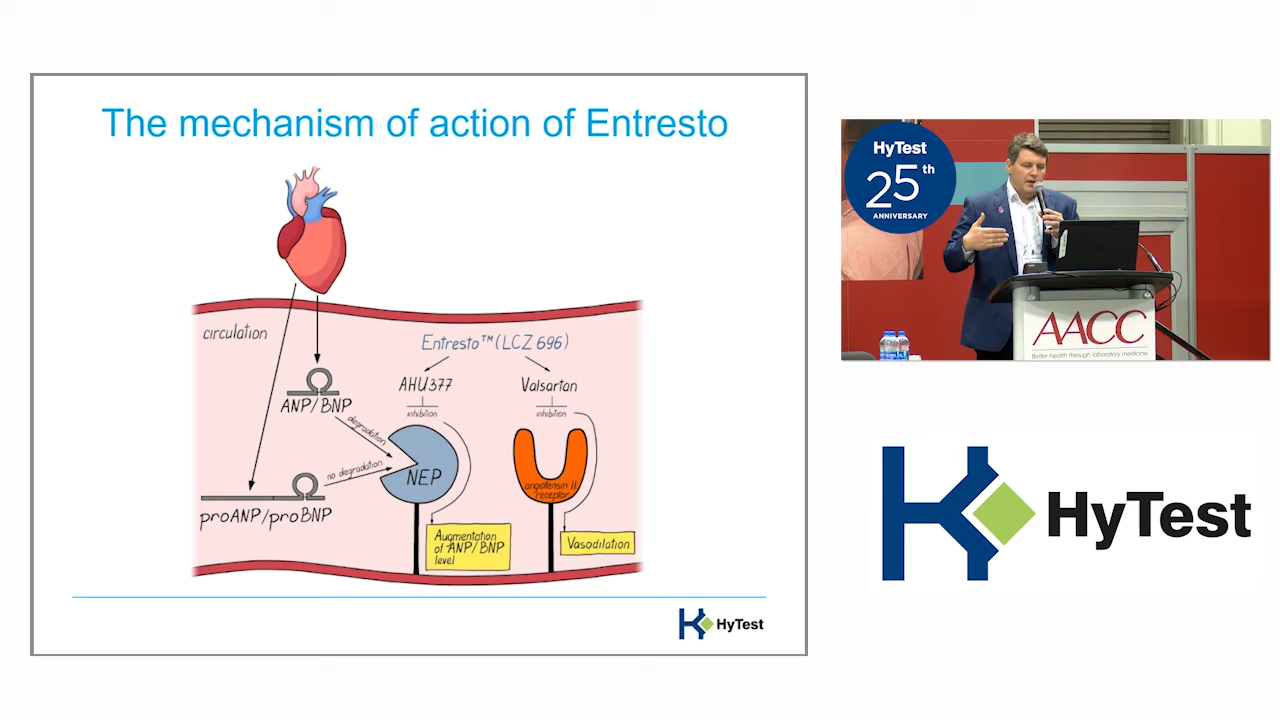 The mechanism of action of Entresto
circulation
Entresto™(LCZ 696)
AHU377
Valsartan
inhibition
inhibition
ANP/BNP
degradation
no degradation
NEP
angiotensin II
receptor
proANP/proBNP
Augmentation
of ANP/BNP
level
Vasodilation
HyTest
HyTest
25th
ANNIVERSARY
AACC
Better health through laboratory medicine
HyTest